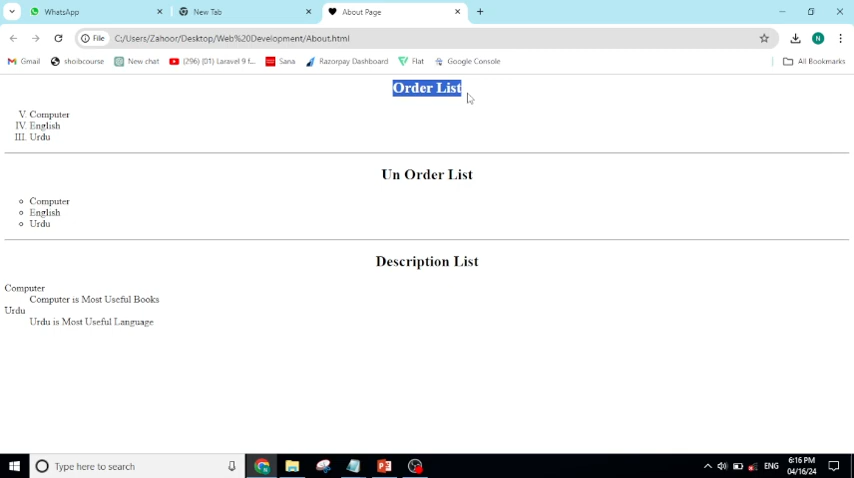 WhatsApp
New Tab
About Page
File
C:/Users/Zahoor/Desktop/Web%20Development/About.html
N
Gmail
shoibcourse
New chat
(296) (D1) Laravel 9 f...
Sana
Razorpay Dashboard
Flat
Google Console
All Bookmarks
Order List
V. Computer
IV. English
III. Urdu
Un Order List
Computer
English
Urdu
Description List
Computer
Computer is Most Useful Books
Urdu
Urdu is Most Useful Language
Type here to search
ENG
6:16 PM
04/16/24